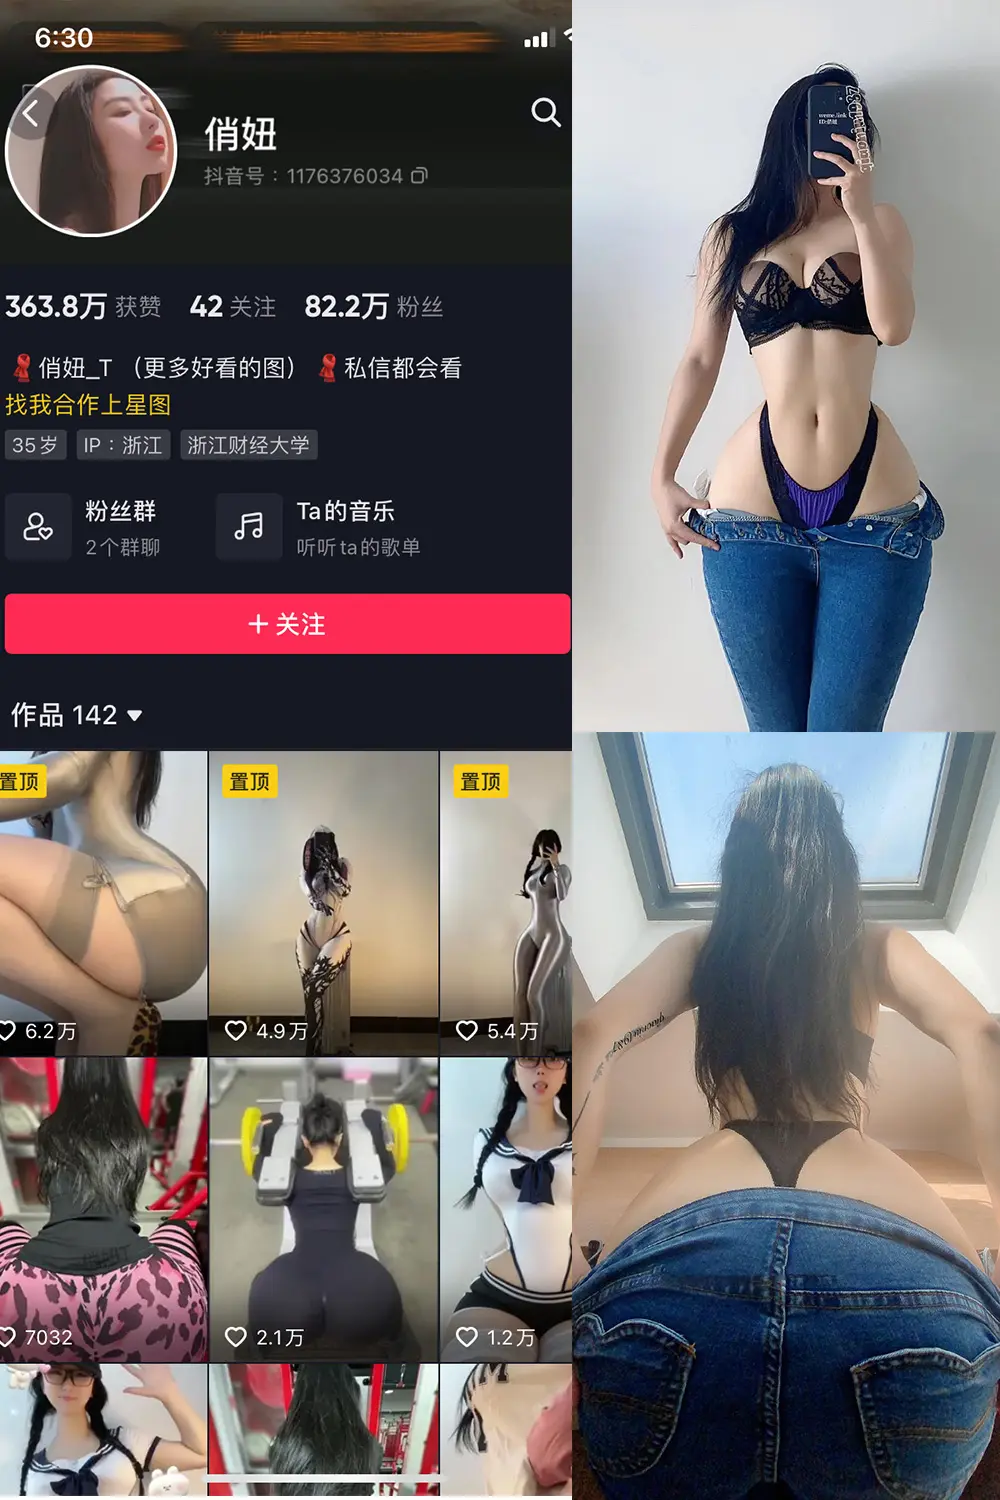 6:30
俏妞
抖音号：1176376034
363.8万 获赞 42 关注 82.2万 粉丝
俏妞_T （更多好看的图） 私信都会看
找我合作上星图
35岁 IP：浙江 浙江财经大学
粉丝群
2个群聊
Ta的音乐
听听ta的歌单
+ 关注
作品 142
置顶 置顶 置顶
6.2万 4.9万 5.4万
7032 2.1万 1.2万
weme.link